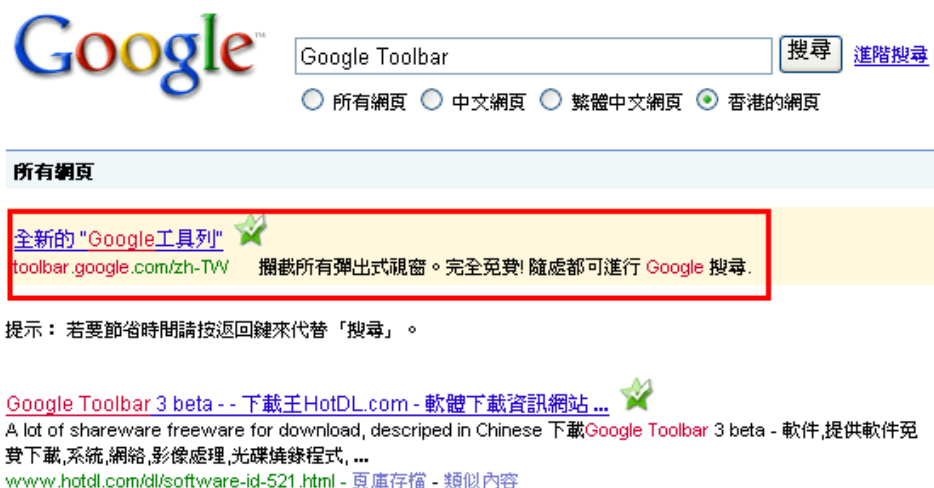 Google™
Google Toolbar 搜尋 進階搜尋
所有網頁 中文網頁 繁體中文網頁 香港的網頁
所有網頁
全新的 "Google工具列"
toolbar.google.com/zh-TW 攔截所有彈出式視窗。完全免費! 隨處都可進行 Google 搜尋.
提示： 若要節省時間請按返回鍵來代替「搜尋」。
Google Toolbar 3 beta - - 下載王HotDL.com - 軟體下載資訊網站 ...
A lot of shareware freeware for download, descriped in Chinese 下載Google Toolbar 3 beta - 軟件,提供軟件免
費下載,系統,網絡,影像處理,光碟燒錄程式, ...
www.hotdl.com/dl/software-id-521.html - 頁庫存檔 - 類似內容